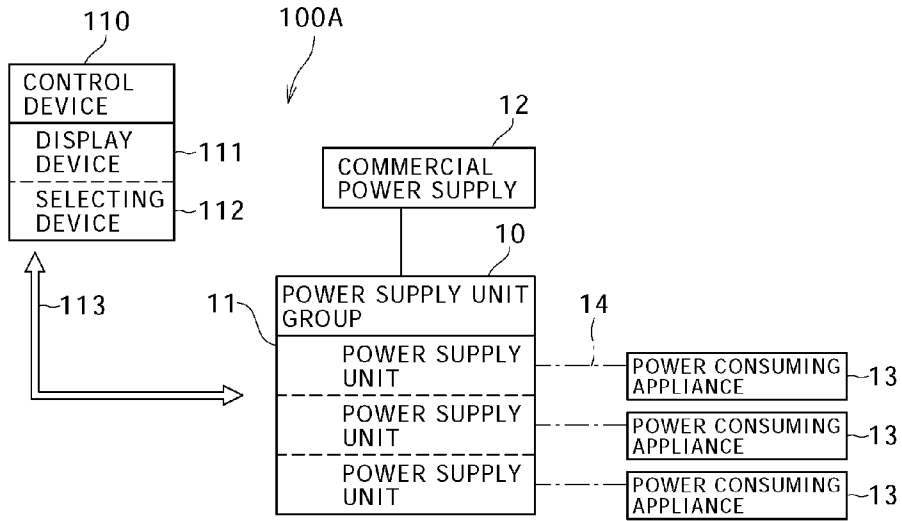 100A
110
CONTROL
DEVICE
DISPLAY
DEVICE
111
SELECTING
DEVICE
112
113
12
COMMERCIAL
POWER SUPPLY
10
11
POWER SUPPLY UNIT
GROUP
POWER SUPPLY
UNIT
POWER SUPPLY
UNIT
POWER SUPPLY
UNIT
14
POWER CONSUMING
APPLIANCE
13
POWER CONSUMING
APPLIANCE
13
POWER CONSUMING
APPLIANCE
13